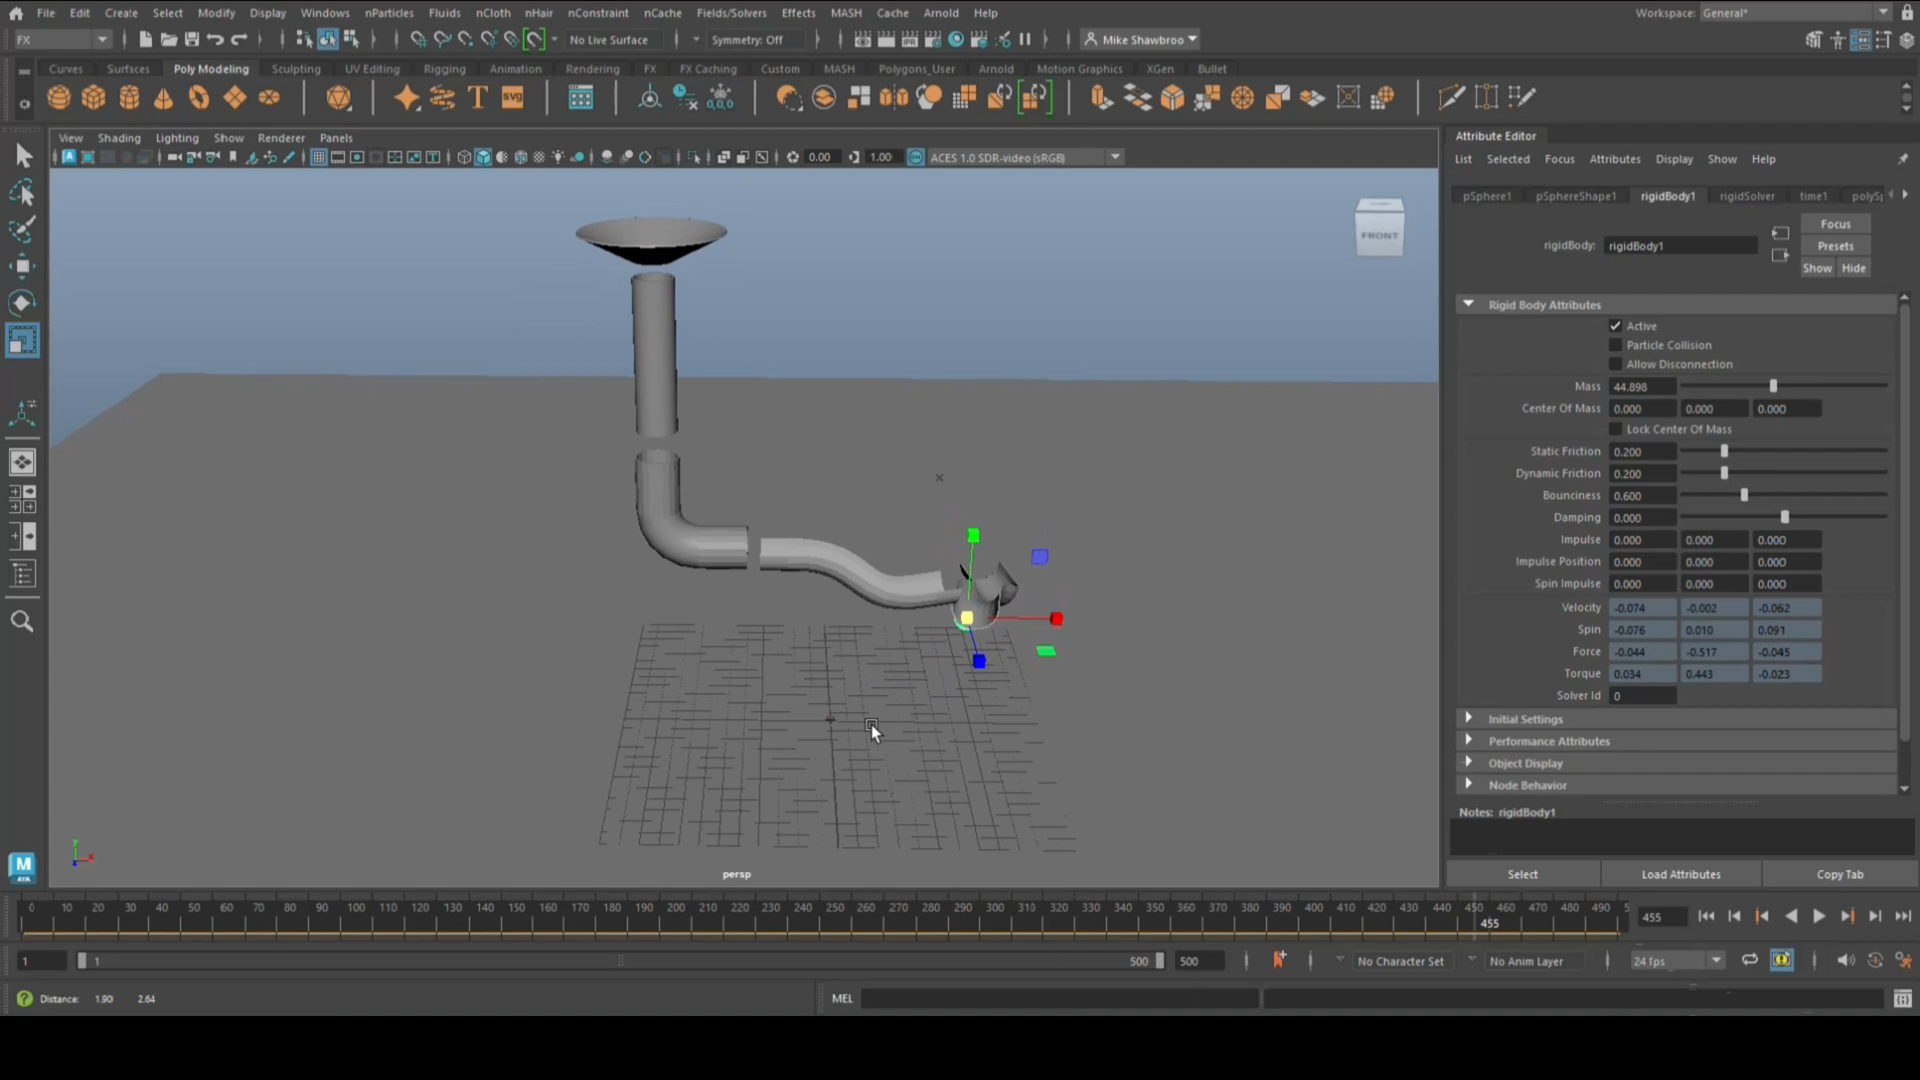 File Edit Create Select Modify Display Windows nParticles Fluids nCloth nHair nConstraint nCache Fields/Solvers Effects MASH Cache Arnold Help Workspace: General*
FX No Live Surface Symmetry: Off Mike Shawbroo
Curves Surfaces Poly Modeling Sculpting UV Editing Rigging Animation Rendering FX FX Caching Custom MASH Polygons_User Arnold Motion Graphics XGen Bullet
SVG 0,0,0
View Shading Lighting Show Renderer Panels
0.00 1.00 ACES 1.0 SDR-video (sRGB)
FRONT
persp
Attribute Editor
List Selected Focus Attributes Display Show Help
pSphere1 pSphereShape1 rigidBody1 rigidSolver time1 polyS
rigidBody: rigidBody1
Focus
Presets
Show Hide
Rigid Body Attributes
Active
Particle Collision
Allow Disconnection
Mass 44.898
Center Of Mass 0.000 0.000 0.000
Lock Center Of Mass
Static Friction 0.200
Dynamic Friction 0.200
Bounciness 0.600
Damping 0.000
Impulse 0.000 0.000 0.000
Impulse Position 0.000 0.000 0.000
Spin Impulse 0.000 0.000 0.000
Velocity -0.074 -0.002 -0.062
Spin -0.076 0.010 0.091
Force -0.044 -0.517 -0.045
Torque 0.034 0.443 -0.023
Solver Id 0
Initial Settings
Performance Attributes
Object Display
Node Behavior
Notes: rigidBody1
Select Load Attributes Copy Tab
0 10 20 30 40 50 60 70 80 90 100 110 120 130 140 150 160 170 180 190 200 210 220 230 240 250 260 270 280 290 300 310 320 330 340 350 360 370 380 390 400 410 420 430 440 450 460 470 480 490 5
455 455
1 1 500 500 No Character Set No Anim Layer 24 fps
Distance: 1.90 2.64 MEL